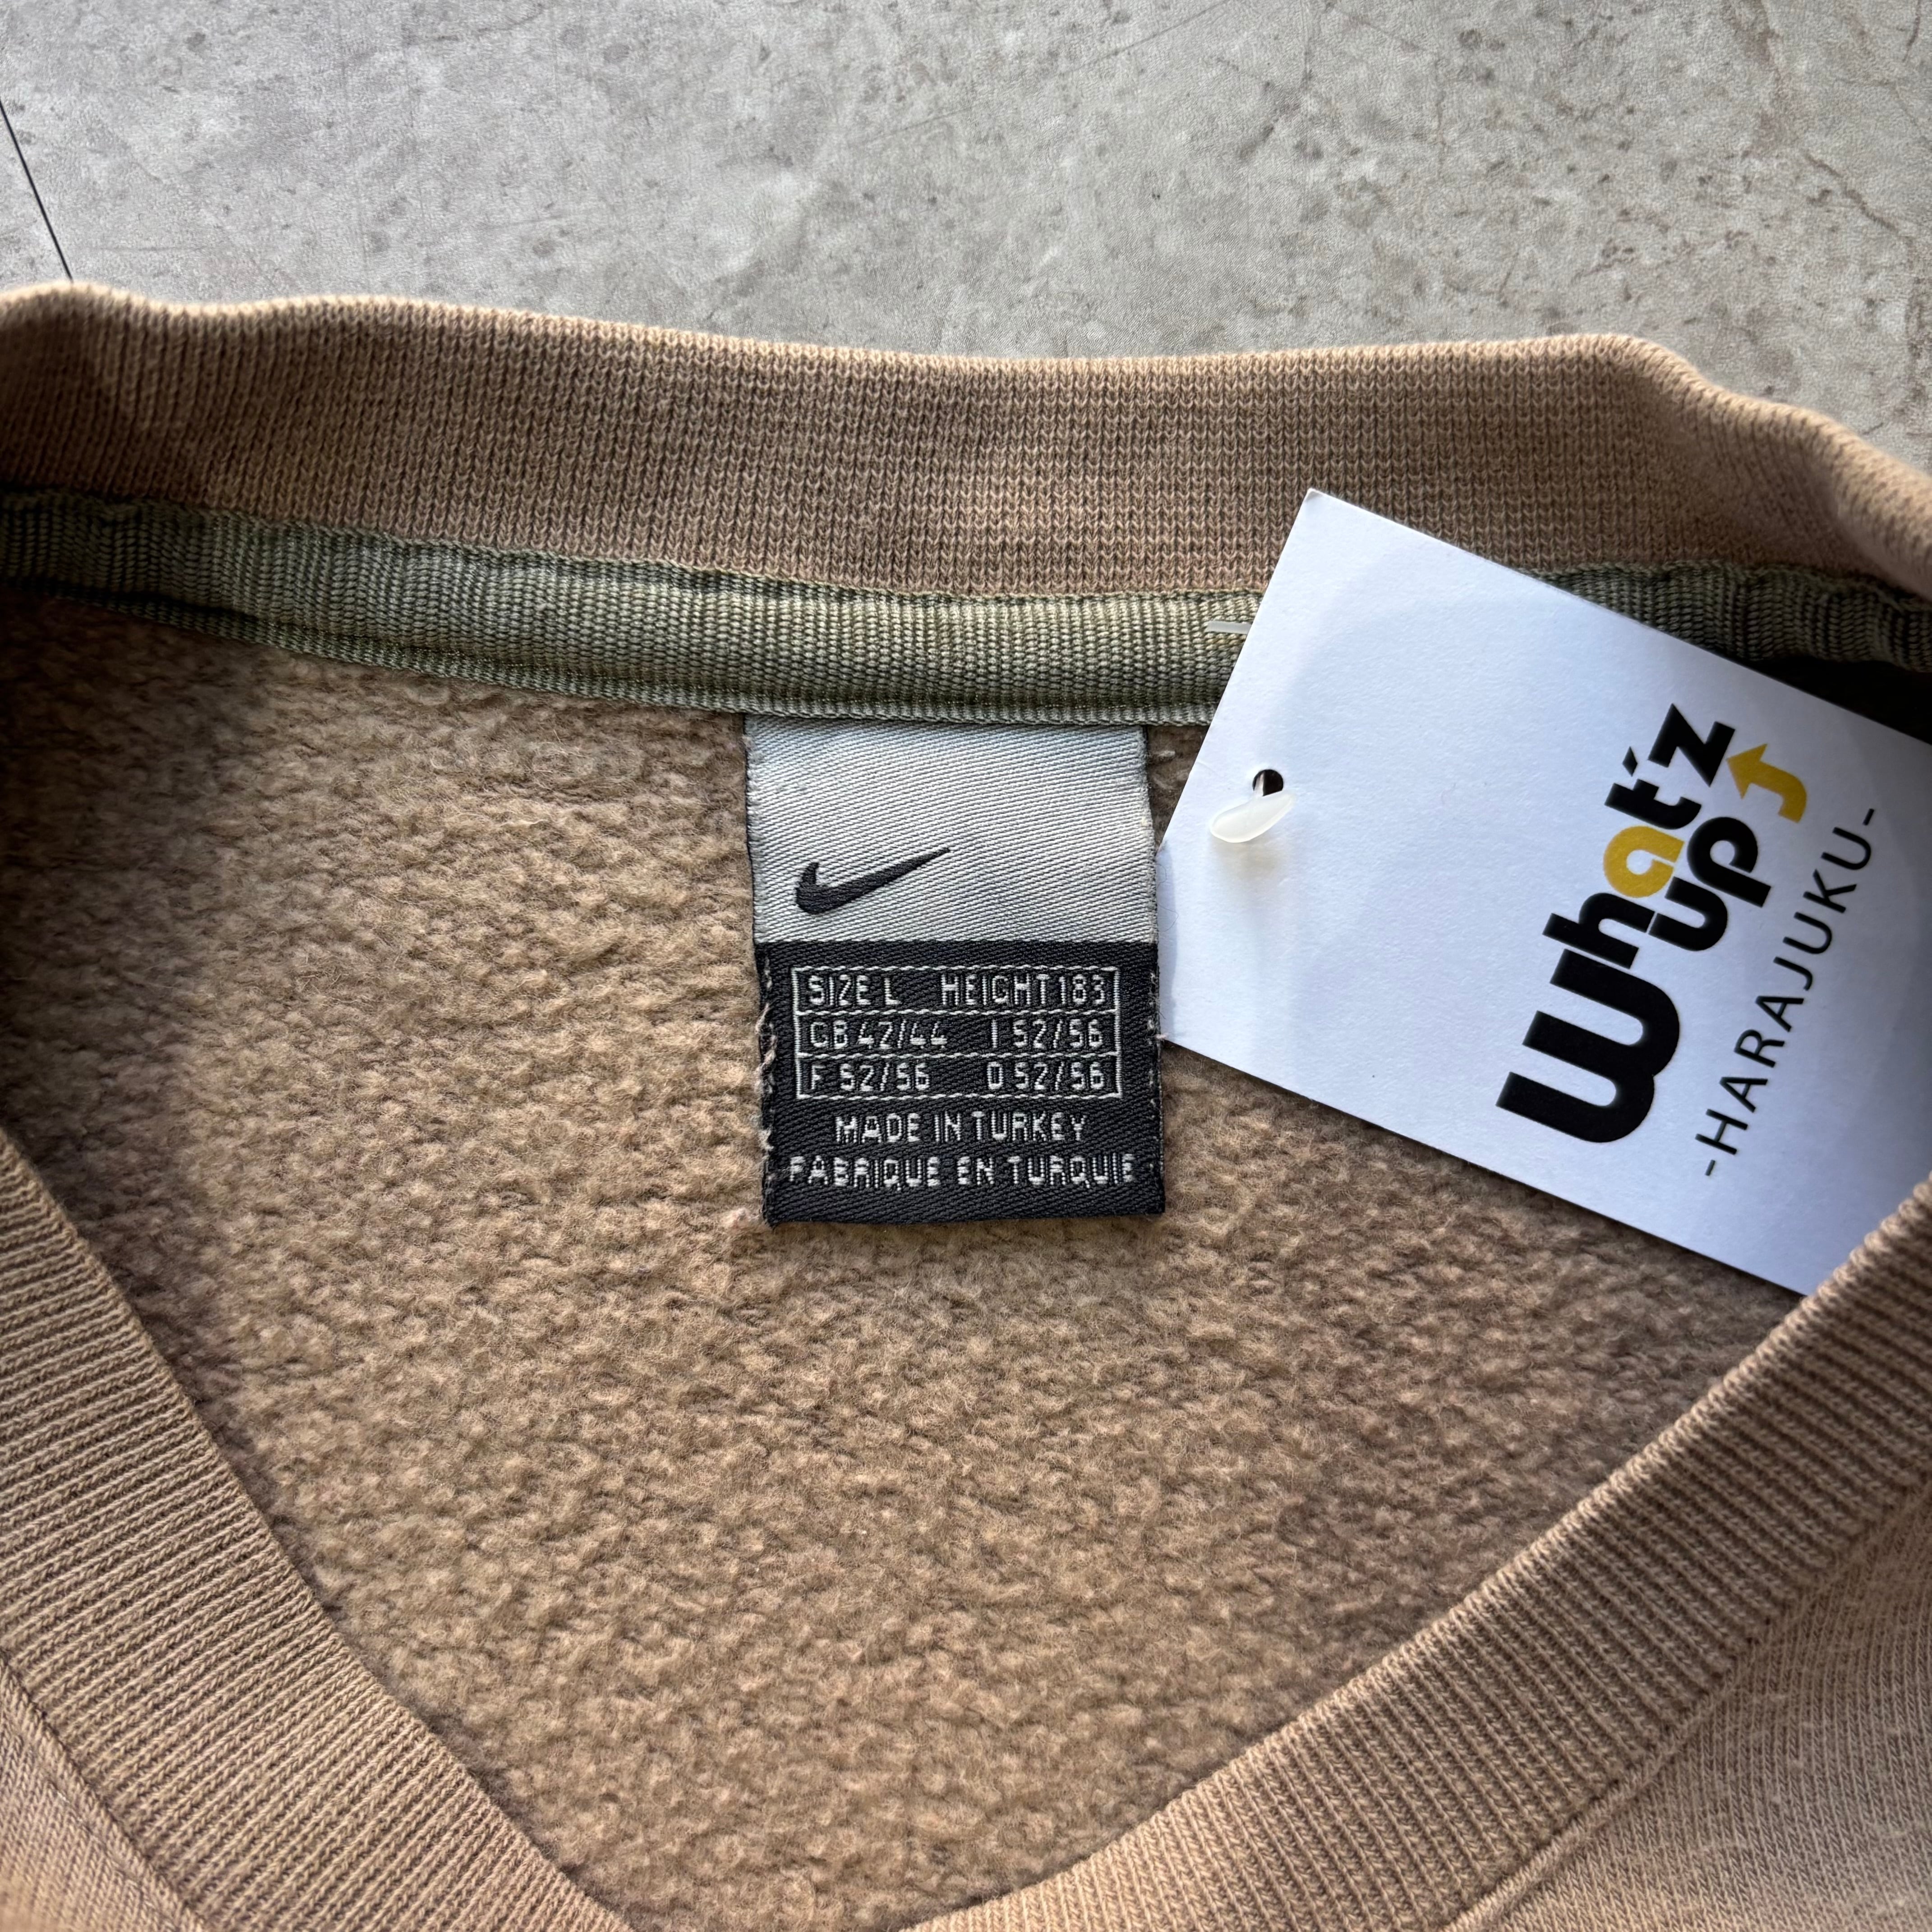 SIZE L HEIGHT 183
GB 42/44 I 52/56
F 52/56 D 52/56
MADE IN TURKEY
FABRIQUE EN TURQUIE
What'z
up
-HARAJUKU-